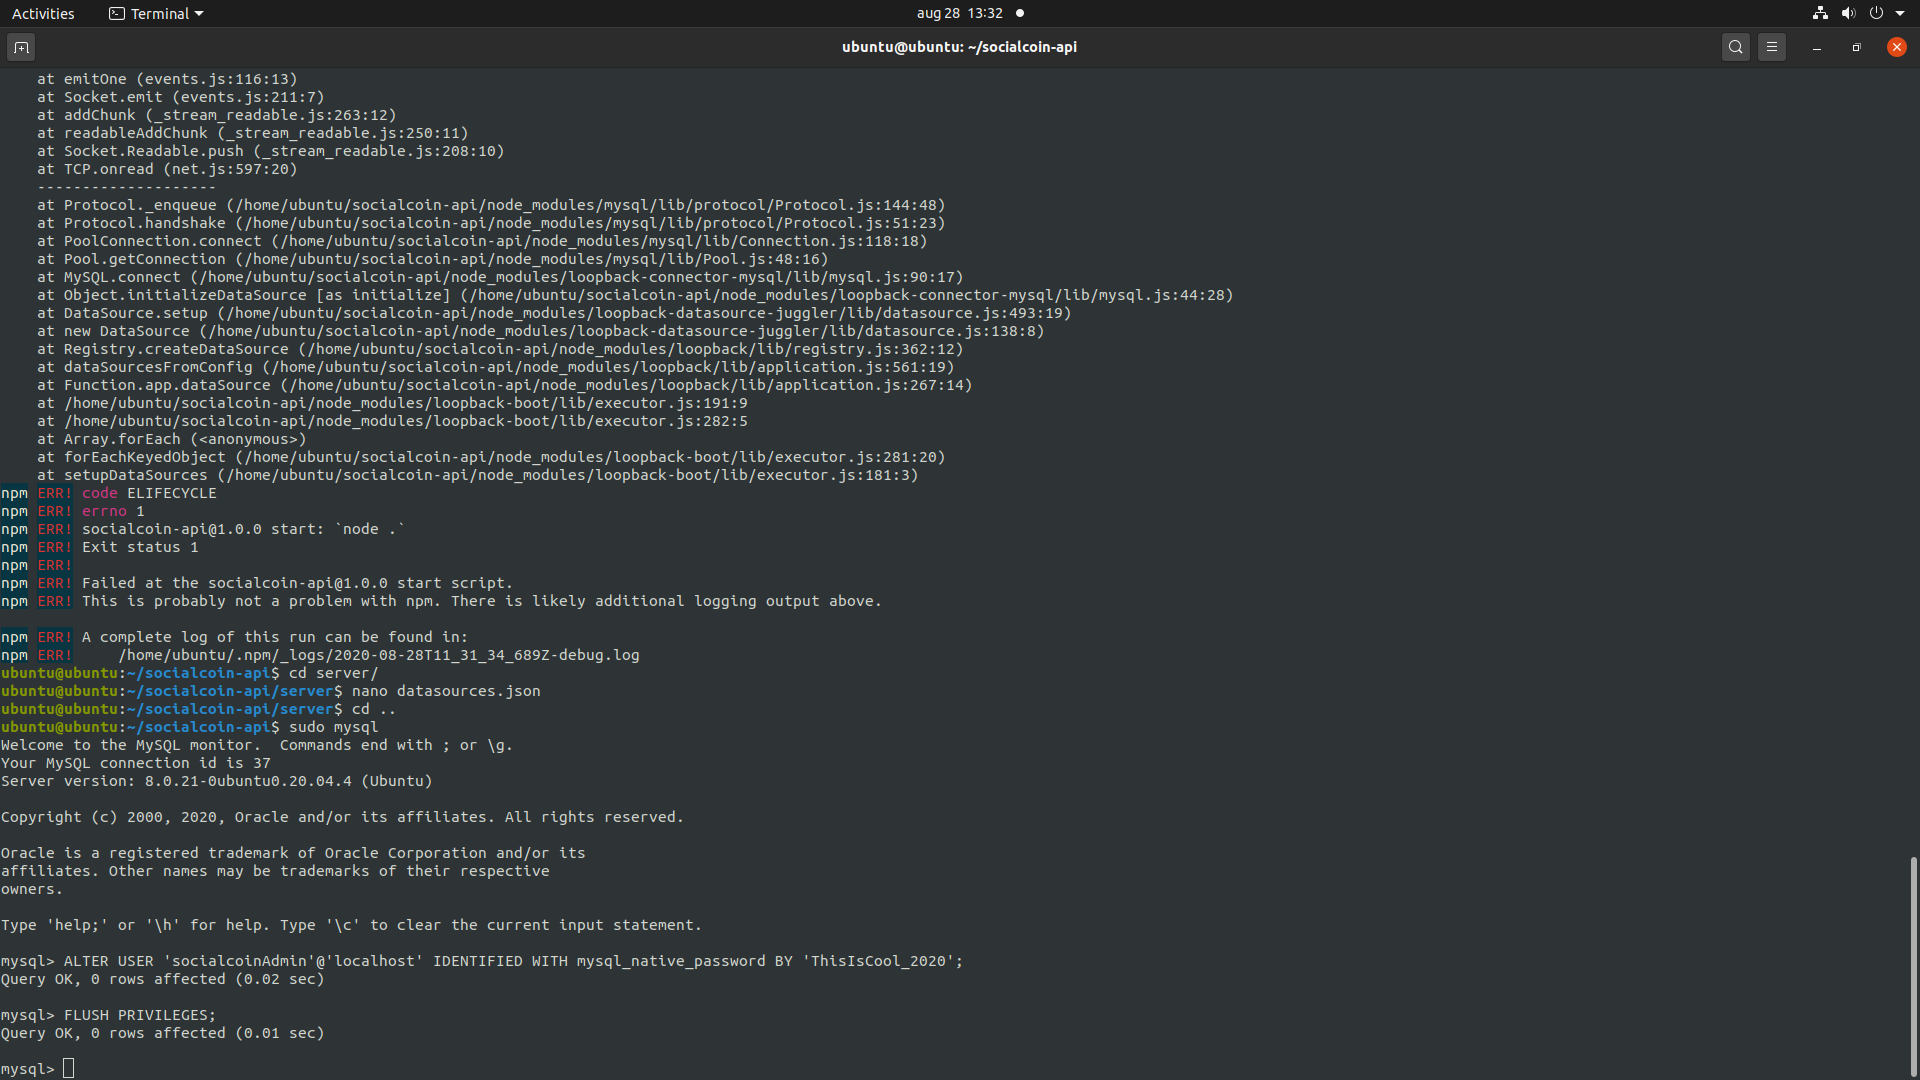 Activities Terminal aug 28 13:32
ubuntu@ubuntu: ~/socialcoin-api
    at emitOne (events.js:116:13)
    at Socket.emit (events.js:211:7)
    at addChunk (_stream_readable.js:263:12)
    at readableAddChunk (_stream_readable.js:250:11)
    at Socket.Readable.push (_stream_readable.js:208:10)
    at TCP.onread (net.js:597:20)
    --------------------
    at Protocol._enqueue (/home/ubuntu/socialcoin-api/node_modules/mysql/lib/protocol/Protocol.js:144:48)
    at Protocol.handshake (/home/ubuntu/socialcoin-api/node_modules/mysql/lib/protocol/Protocol.js:51:23)
    at PoolConnection.connect (/home/ubuntu/socialcoin-api/node_modules/mysql/lib/Connection.js:118:18)
    at Pool.getConnection (/home/ubuntu/socialcoin-api/node_modules/mysql/lib/Pool.js:48:16)
    at MySQL.connect (/home/ubuntu/socialcoin-api/node_modules/loopback-connector-mysql/lib/mysql.js:90:17)
    at Object.initializeDataSource [as initialize] (/home/ubuntu/socialcoin-api/node_modules/loopback-connector-mysql/lib/mysql.js:44:28)
    at DataSource.setup (/home/ubuntu/socialcoin-api/node_modules/loopback-datasource-juggler/lib/datasource.js:493:19)
    at new DataSource (/home/ubuntu/socialcoin-api/node_modules/loopback-datasource-juggler/lib/datasource.js:138:8)
    at Registry.createDataSource (/home/ubuntu/socialcoin-api/node_modules/loopback/lib/registry.js:362:12)
    at dataSourcesFromConfig (/home/ubuntu/socialcoin-api/node_modules/loopback/lib/application.js:561:19)
    at Function.app.dataSource (/home/ubuntu/socialcoin-api/node_modules/loopback/lib/application.js:267:14)
    at /home/ubuntu/socialcoin-api/node_modules/loopback-boot/lib/executor.js:191:9
    at /home/ubuntu/socialcoin-api/node_modules/loopback-boot/lib/executor.js:282:5
    at Array.forEach (<anonymous>)
    at forEachKeyedObject (/home/ubuntu/socialcoin-api/node_modules/loopback-boot/lib/executor.js:281:20)
    at setupDataSources (/home/ubuntu/socialcoin-api/node_modules/loopback-boot/lib/executor.js:181:3)
npm ERR! code ELIFECYCLE
npm ERR! errno 1
npm ERR! socialcoin-api@1.0.0 start: `node .`
npm ERR! Exit status 1
npm ERR!
npm ERR! Failed at the socialcoin-api@1.0.0 start script.
npm ERR! This is probably not a problem with npm. There is likely additional logging output above.

npm ERR! A complete log of this run can be found in:
npm ERR!     /home/ubuntu/.npm/_logs/2020-08-28T11_31_34_689Z-debug.log
ubuntu@ubuntu:~/socialcoin-api$ cd server/
ubuntu@ubuntu:~/socialcoin-api/server$ nano datasources.json
ubuntu@ubuntu:~/socialcoin-api/server$ cd ..
ubuntu@ubuntu:~/socialcoin-api$ sudo mysql
Welcome to the MySQL monitor.  Commands end with ; or \g.
Your MySQL connection id is 37
Server version: 8.0.21-0ubuntu0.20.04.4 (Ubuntu)

Copyright (c) 2000, 2020, Oracle and/or its affiliates. All rights reserved.

Oracle is a registered trademark of Oracle Corporation and/or its
affiliates. Other names may be trademarks of their respective
owners.

Type 'help;' or '\h' for help. Type '\c' to clear the current input statement.

mysql> ALTER USER 'socialcoinAdmin'@'localhost' IDENTIFIED WITH mysql_native_password BY 'ThisIsCool_2020';
Query OK, 0 rows affected (0.02 sec)

mysql> FLUSH PRIVILEGES;
Query OK, 0 rows affected (0.01 sec)

mysql>